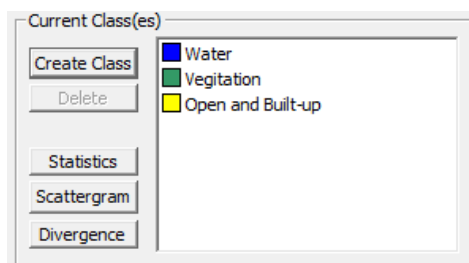 Current Class(es)
Create Class
Delete
Statistics
Scattergram
Divergence
Water
Vegitation
Open and Built-up